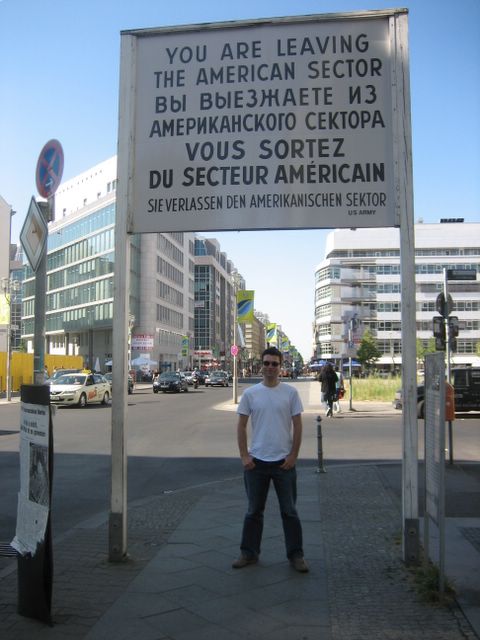 YOU ARE LEAVING
THE AMERICAN SECTOR
ВЫ ВЫЕЗЖАЕТЕ ИЗ
АМЕРИКАНСКОГО СЕКТОРА
VOUS SORTEZ
DU SECTEUR AMÉRICAIN
SIE VERLASSEN DEN AMERIKANISCHEN SEKTOR
US ARMY